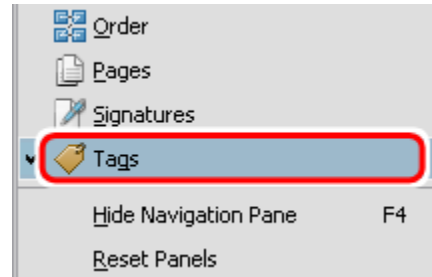 Order
Pages
Signatures
Tags
Hide Navigation Pane F4
Reset Panels